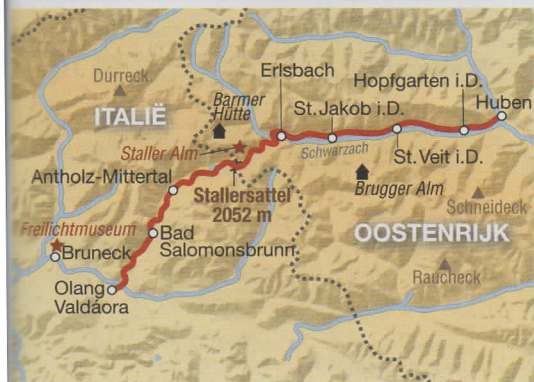 Durreck
ITALIË
Barmer
Hütte
Erlsbach
Hopfgarten i.D.
St. Jakob i.D.
Huben
Staller Alm
Schwarzach
St. Veit i.D.
Antholz-Mittertal
Stallersattel
2052 m
Brugger Alm
Schneideck
Freilichtmuseum
Bad
Salomonsbrunn
OOSTENRIJK
Bruneck
Raucheck
Olang
Valdáora